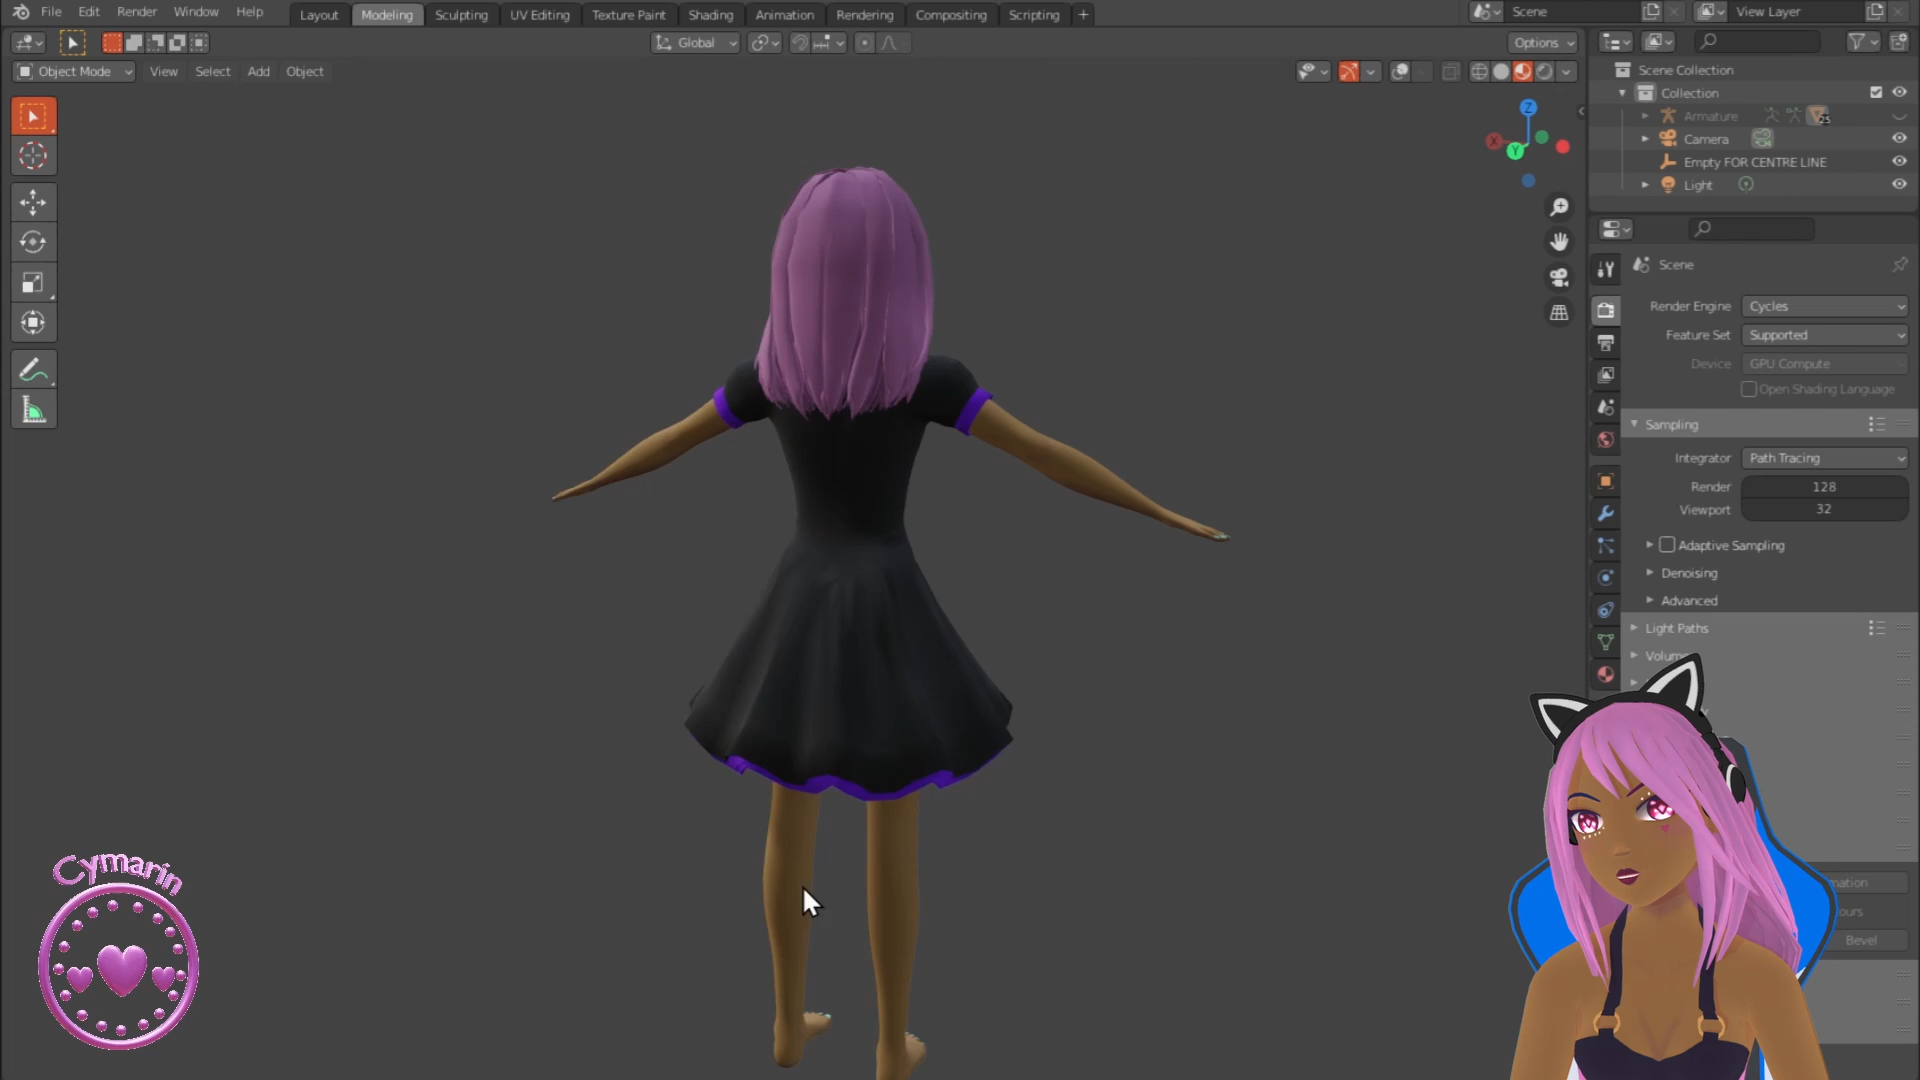 File Edit Render Window Help Layout Modeling Sculpting UV Editing Texture Paint Shading Animation Rendering Compositing Scripting + Scene View Layer
Global Options
Object Mode View Select Add Object
Scene Collection
Collection
Armature 25
Camera
Empty FOR CENTRE LINE
Light
Z
X
Y
Scene
Render Engine Cycles
Feature Set Supported
Device GPU Compute
Open Shading Language
Sampling
Integrator Path Tracing
Render 128
Viewport 32
Adaptive Sampling
Denoising
Advanced
Light Paths
Bevel
Cymarin